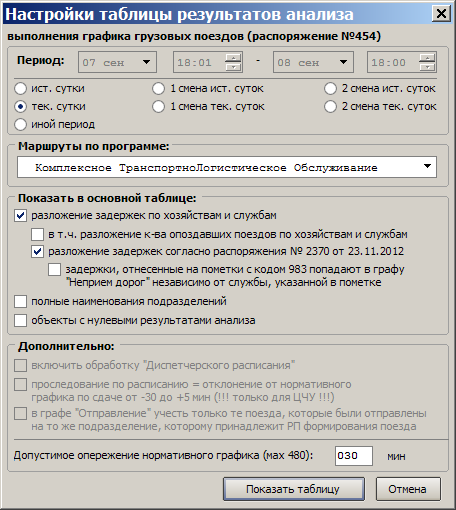 Настройки таблицы результатов анализа
выполнения графика грузовых поездов (распоряжение №454)
Период: 07 сен 18:01 - 08 сен 18:00
ист. сутки 1 смена ист. суток 2 смена ист. суток
тек. сутки 1 смена тек. суток 2 смена тек. суток
иной период
Маршруты по программе:
Комплексное ТранспортноЛогистическое Обслуживание
Показать в основной таблице:
разложение задержек по хозяйствам и службам
в т.ч. разложение к-ва опоздавших поездов по хозяйствам и службам
разложение задержек согласно распоряжения № 2370 от 23.11.2012
задержки, отнесенные на пометки с кодом 983 попадают в графу
"Неприем дорог" независимо от службы, указанной в пометке
полные наименования подразделений
объекты с нулевыми результатами анализа
Дополнительно:
включить обработку "Диспетчерского расписания"
проследование по расписанию = отклонение от нормативного
графика по сдаче от -30 до +5 мин (!!! только для ЦЧУ !!!)
в графе "Отправление" учесть только те поезда, которые были отправлены
на то же подразделение, которому принадлежит РП формирования поезда
Допустимое опережение нормативного графика (мах 480): 030 мин
Показать таблицу Отмена